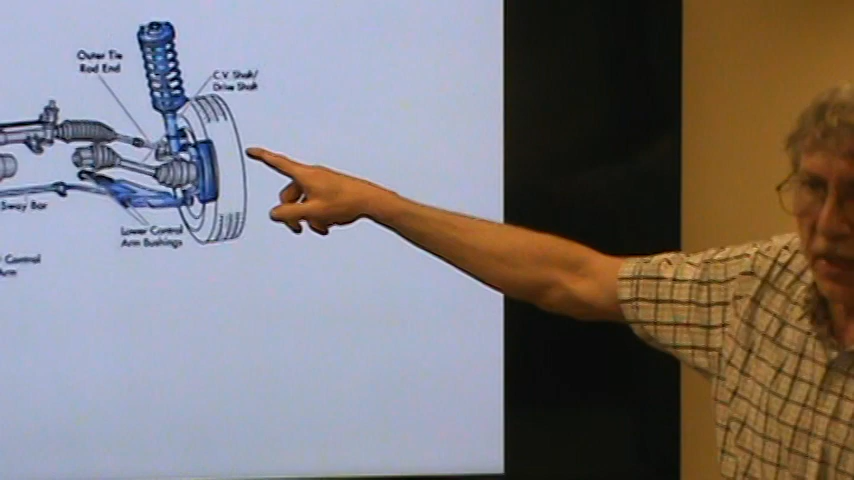 Outer Tie
Rod End
C.V. Shaft/
Drive Shaft
Sway Bar
Lower Control
Arm Bushings
Control
Arm